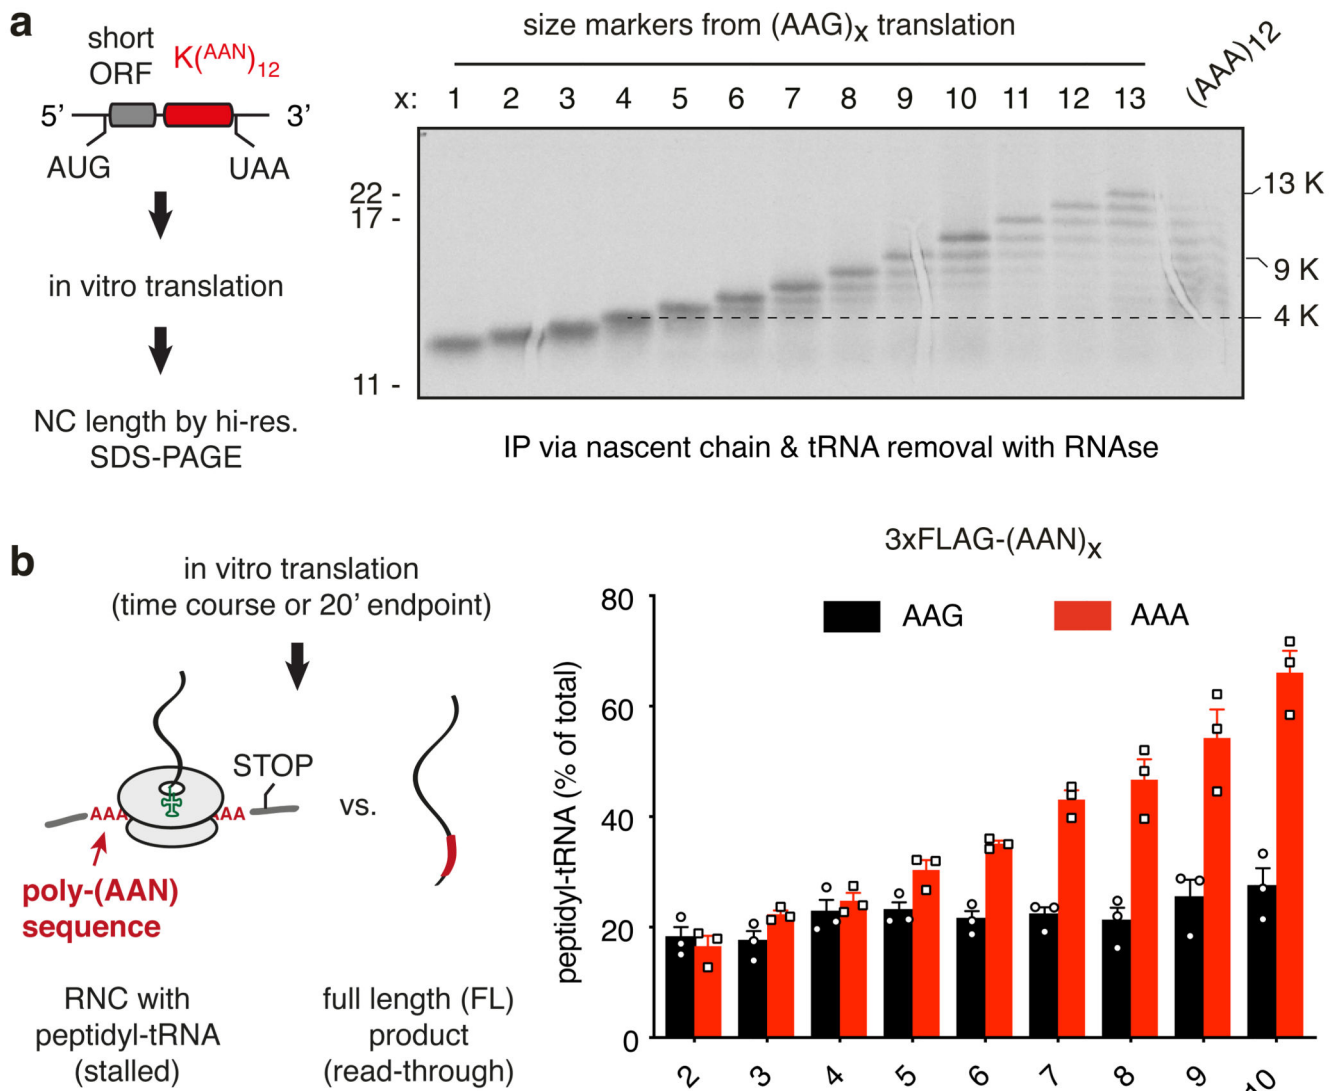 a
short
ORF
K(AAN)12
5’
3’
AUG
UAA
in vitro translation
NC length by hi-res.
SDS-PAGE
size markers from (AAG)x translation
x: 1 2 3 4 5 6 7 8 9 10 11 12 13 (AAA)12
22 -
17 -
11 -
13 K
9 K
4 K
IP via nascent chain & tRNA removal with RNAse
b
in vitro translation
(time course or 20’ endpoint)
STOP
AAA
AAA
vs.
poly-(AAN)
sequence
RNC with
peptidyl-tRNA
(stalled)
full length (FL)
product
(read-through)
3xFLAG-(AAN)x
AAG
AAA
peptidyl-tRNA (% of total)
80
60
40
20
0
2 3 4 5 6 7 8 9 10